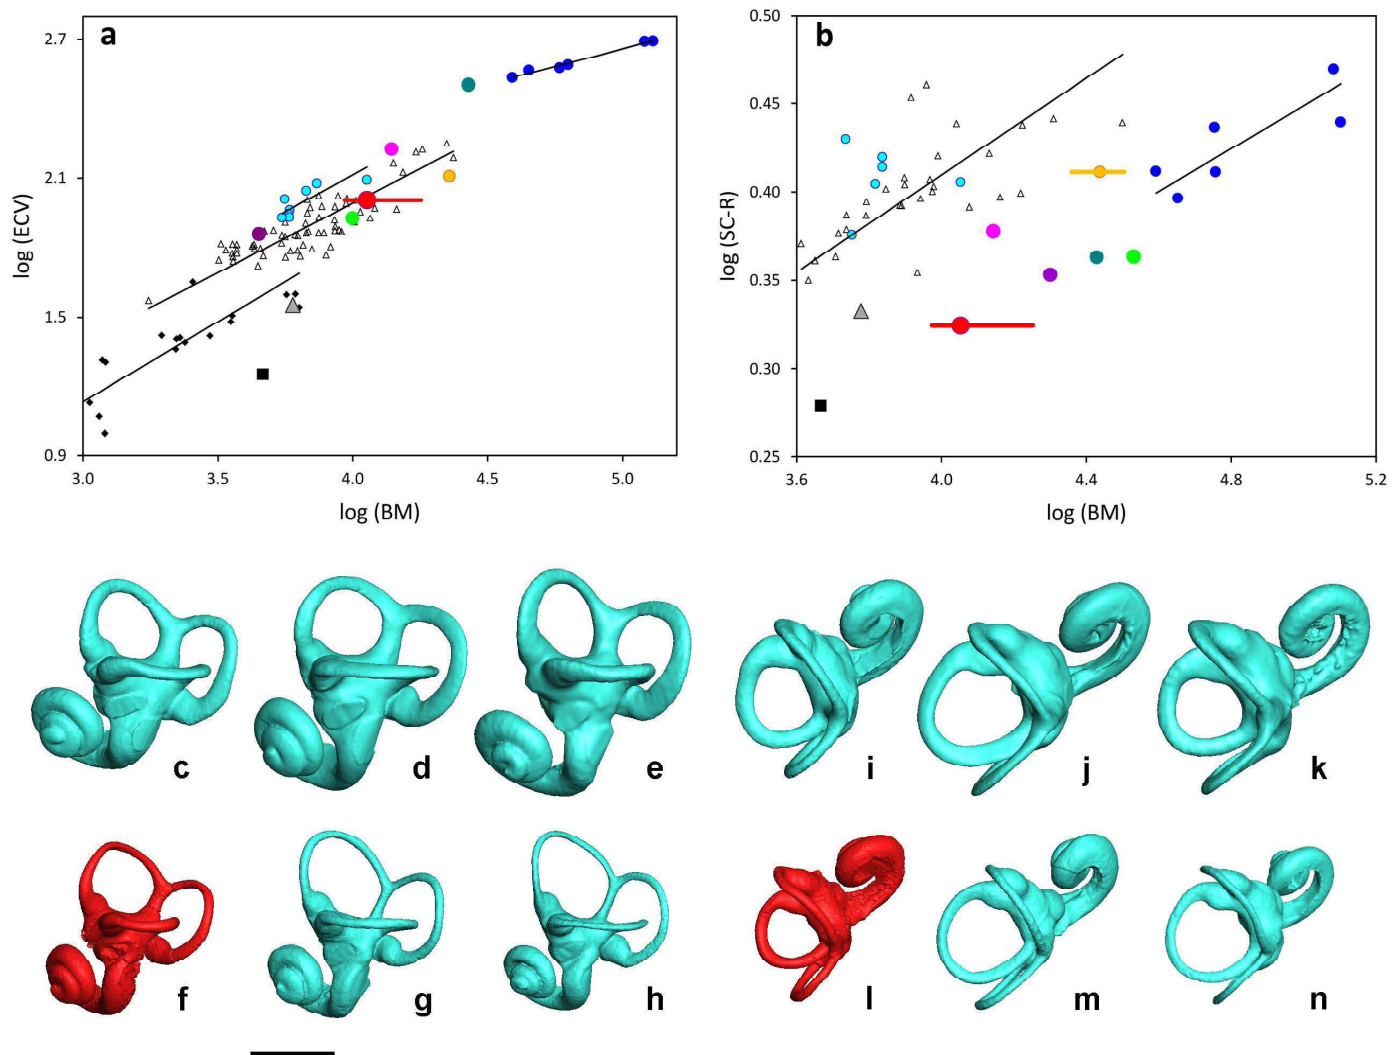 a
2.7
2.1
1.5
0.9
log (ECV)
3.0 3.5 4.0 4.5 5.0
log (BM)
b
0.50
0.45
0.40
0.35
0.30
0.25
log (SC-R)
3.6 4.0 4.4 4.8 5.2
log (BM)
c d e i j k
f g h l m n